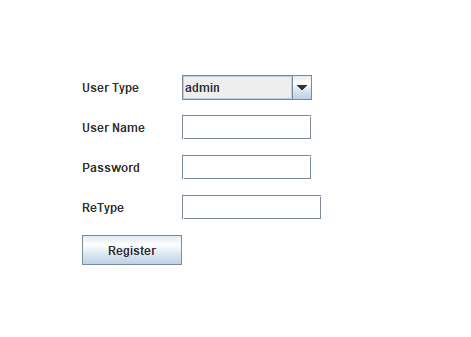 User Type admin
User Name
Password
ReType
Register